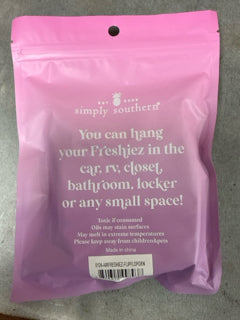 EST 2005
simply southern®
You can hang
your Freshiez in the
car, rv, closet,
bathroom, locker
or any small space!
Toxic if consumed
Oils may stain surfaces
May melt in extreme temperatures
Please keep away from children&pets
Made in china